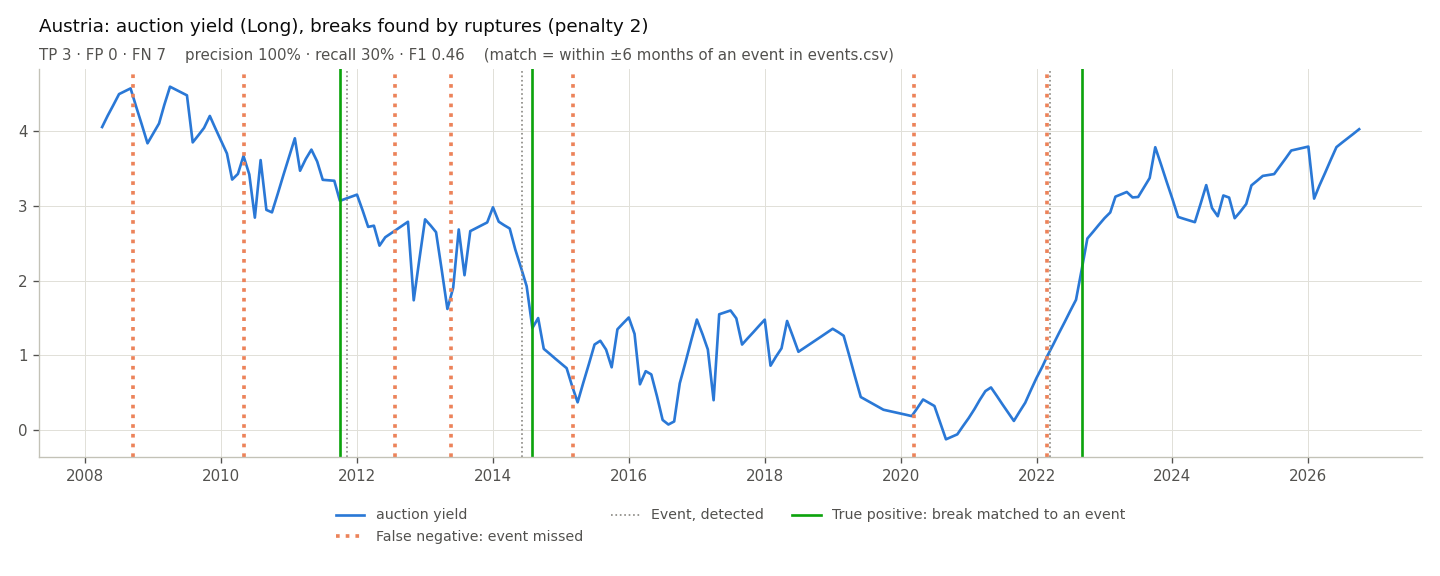 Austria: auction yield (Long), breaks found by ruptures (penalty 2)
TP 3 · FP 0 · FN 7    precision 100% · recall 30% · F1 0.46    (match = within ±6 months of an event in events.csv)
4
3
2
1
0
2008 2010 2012 2014 2016 2018 2020 2022 2024 2026
auction yield    Event, detected    True positive: break matched to an event
False negative: event missed